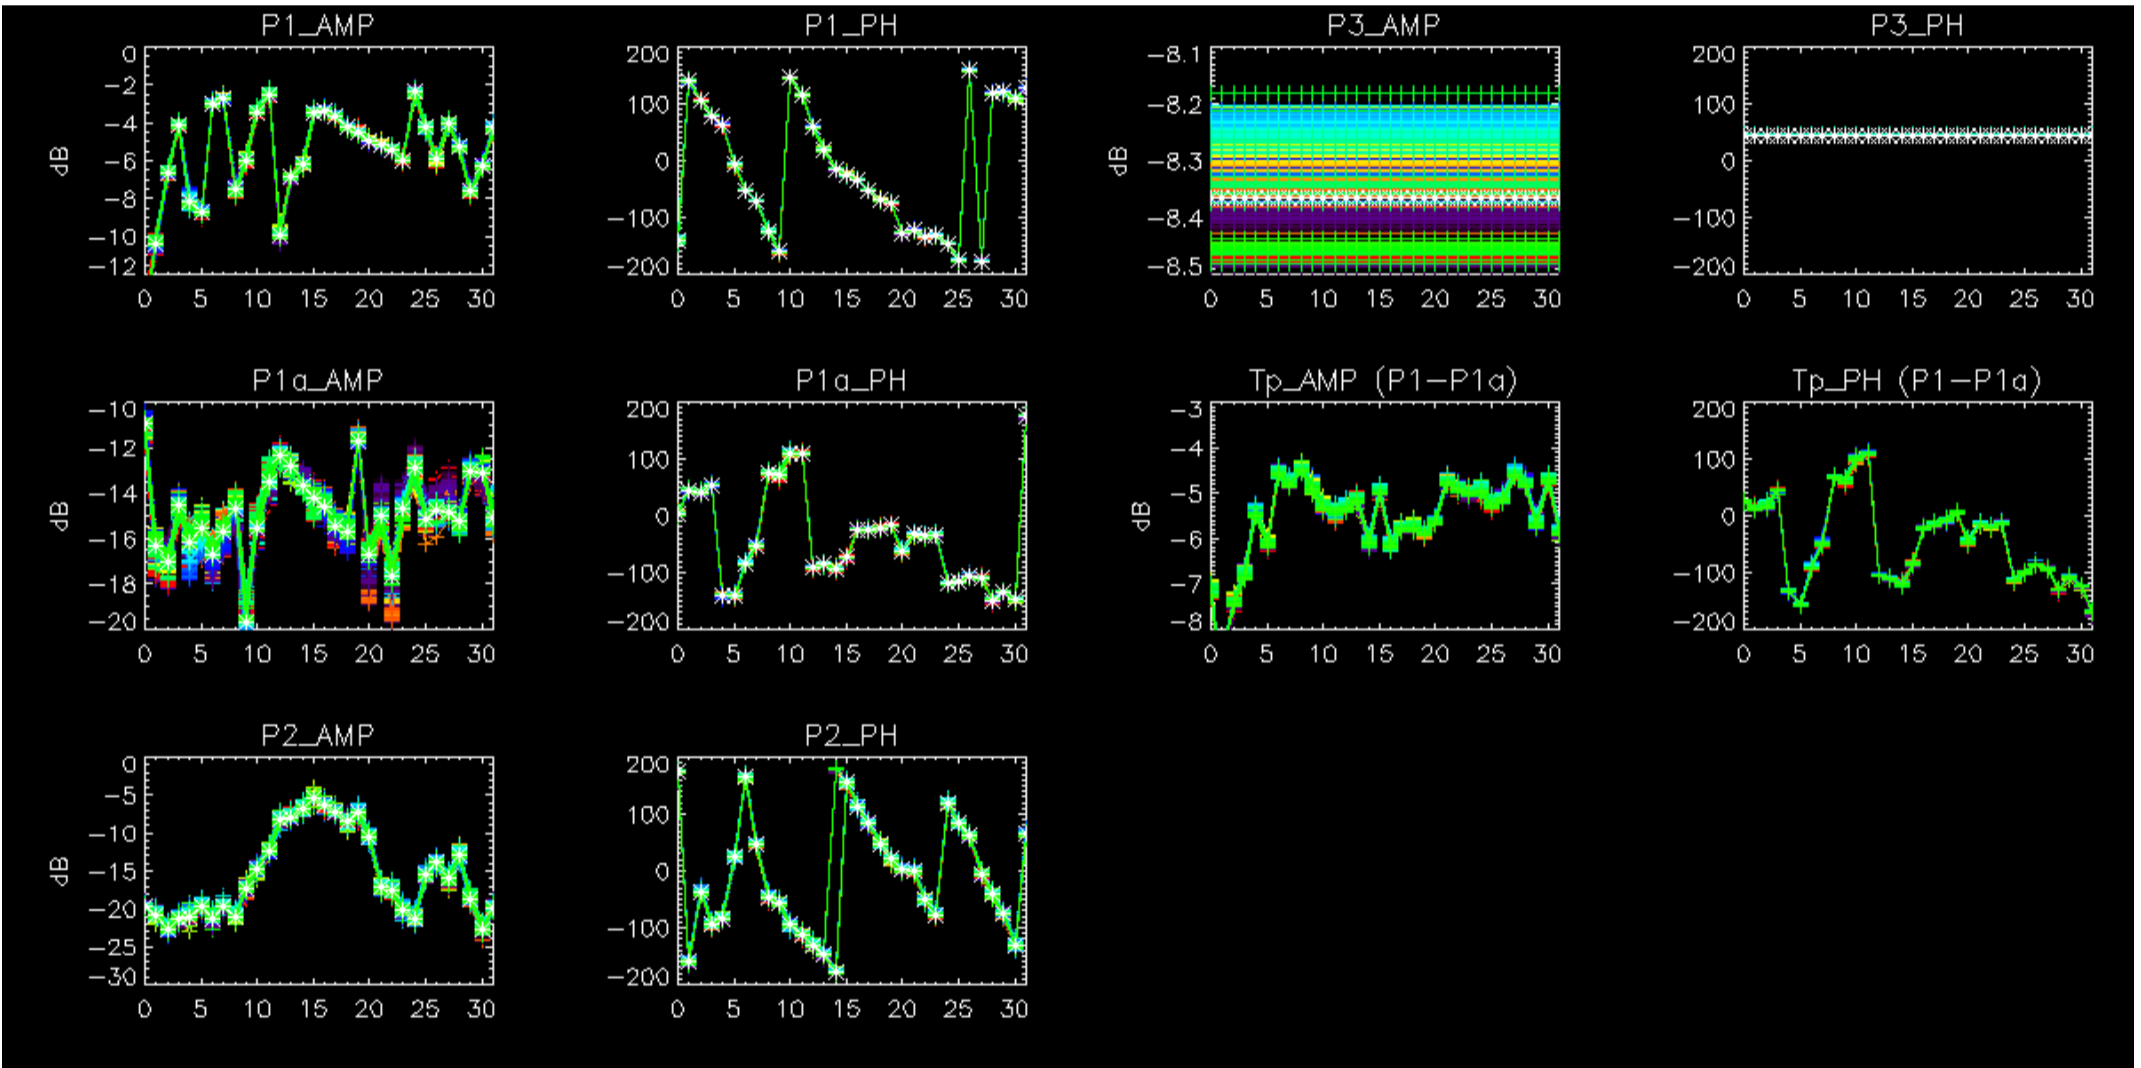 P1_AMP P1_PH P3_AMP P3_PH
0 200 -8.1 200
-2 100 -8.2 100
-4 0 -8.3 0
-6 -100 -8.4 -100
-8 -200 -8.5 -200
-10
-12
dB dB
0 5 10 15 20 25 30 0 5 10 15 20 25 30 0 5 10 15 20 25 30 0 5 10 15 20 25 30
P1a_AMP P1a_PH Tp_AMP (P1-P1a) Tp_PH (P1-P1a)
-10 200 -3 200
-12 100 -4 100
-14 0 -5 0
-16 -100 -6 -100
-18 -200 -7 -200
-20 -8
dB dB
0 5 10 15 20 25 30 0 5 10 15 20 25 30 0 5 10 15 20 25 30 0 5 10 15 20 25 30
P2_AMP P2_PH
0 200
-5 100
-10 0
-15 -100
-20 -200
-25
-30
dB
0 5 10 15 20 25 30 0 5 10 15 20 25 30